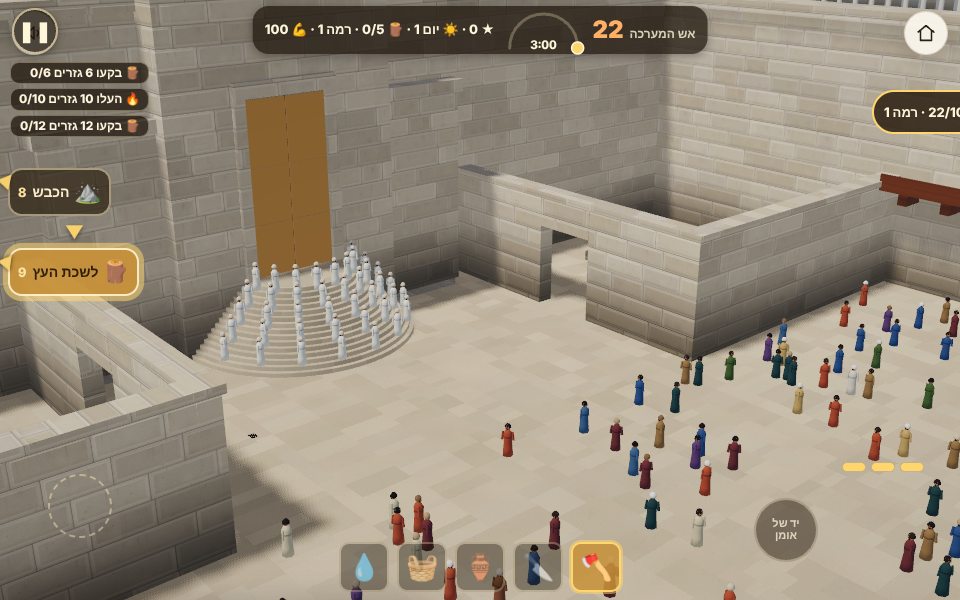 אש המערכה 22
3:00
★ 0 · ☀️ יום 1 · 🪵 0/5 · רמה 1 · 💪 100
🪵 בקעו 6 גזרים 0/6
🔥 העלו 10 גזרים 0/10
🪵 בקעו 12 גזרים 0/12
22/10 · רמה 1
הכבש 8
לשכת העץ 9
יד של
אומן